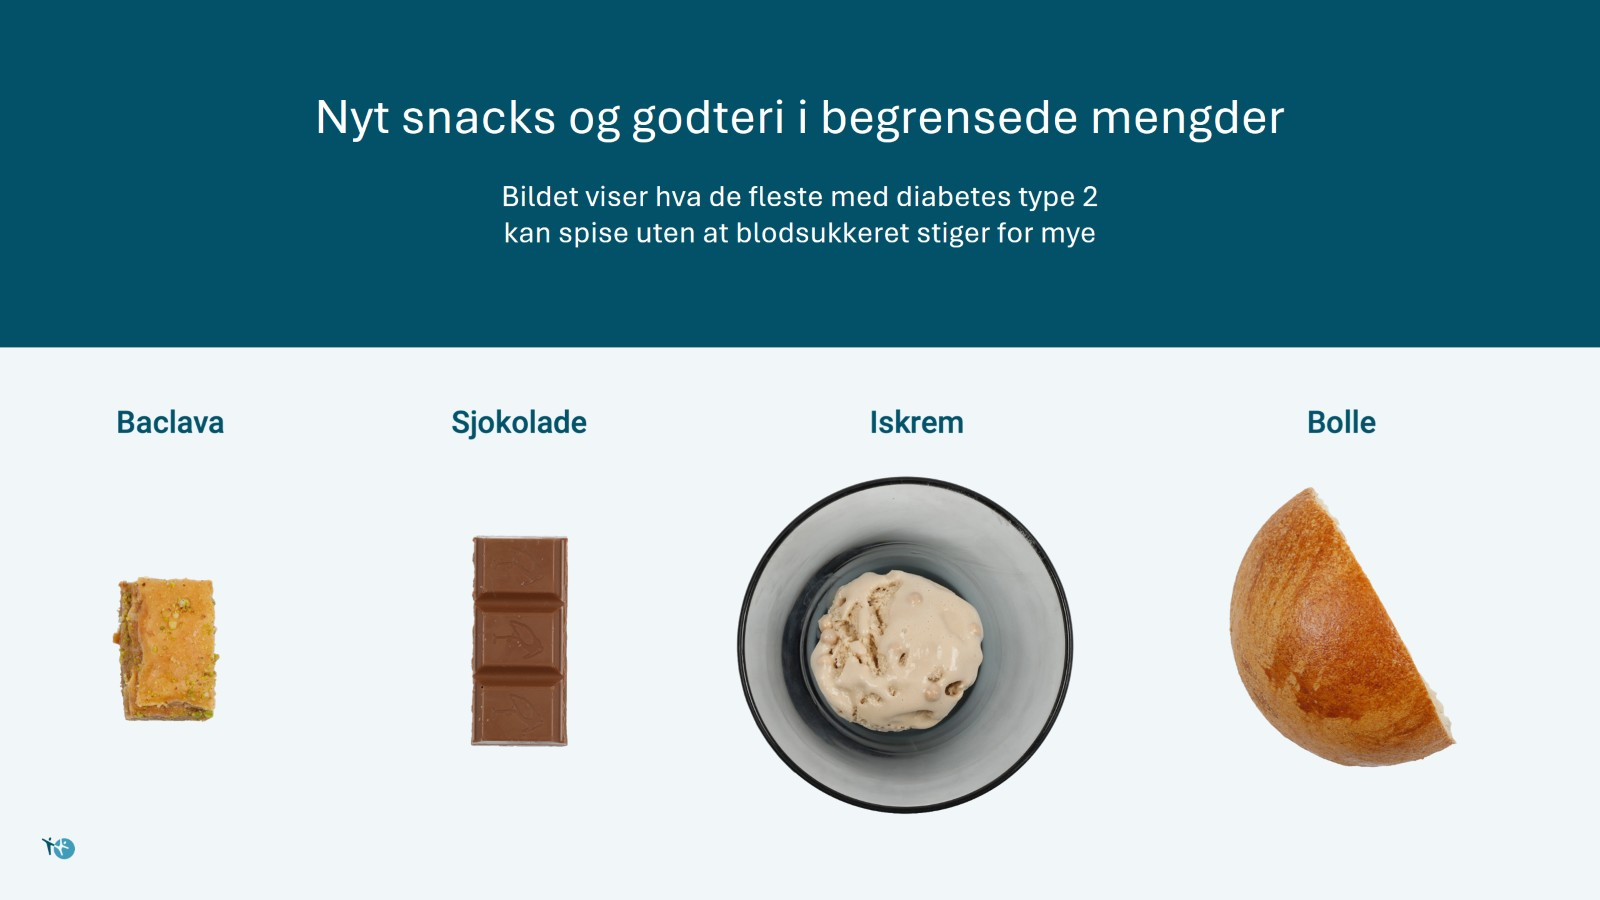 Nyt snacks og godteri i begrensede mengder
Bildet viser hva de fleste med diabetes type 2
kan spise uten at blodsukkeret stiger for mye
Baclava
Sjokolade
Iskrem
Bolle